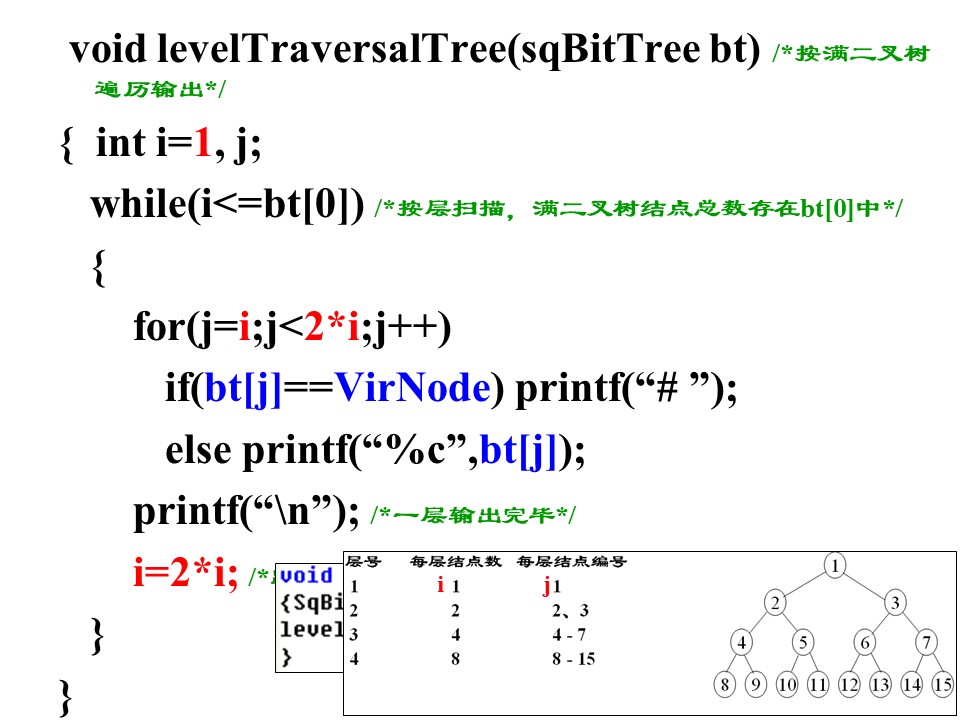 void levelTraversalTree(sqBitTree bt) /*按满二叉树
遍历输出*/
{ int i=1, j;
while(i<=bt[0]) /*按层扫描，满二叉树结点总数存在bt[0]中*/
{
for(j=i;j<2*i;j++)
if(bt[j]==VirNode) printf(“# ”);
else printf(“%c”,bt[j]);
printf(“\n”); /*一层输出完毕*/
i=2*i; /*
}
}
void
{SqBi
level
}
层号 每层结点数 每层结点编号
1 i 1 j 1
2 2 2、3
3 4 4 - 7
4 8 8 - 15
1
2 3
4 5 6 7
8 9 10 11 12 13 14 15